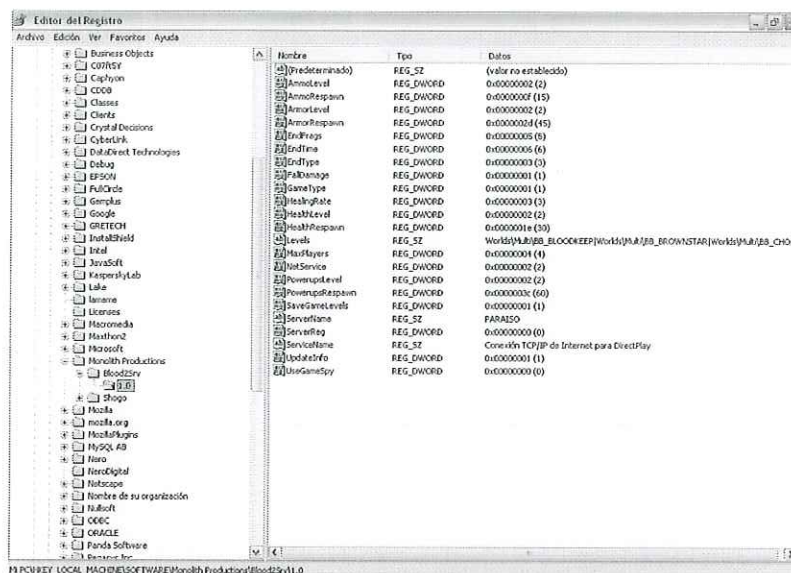 Editor del Registro
Archivo Edición Ver Favoritos Ayuda
Business Objects
C07ft5Y
Caphyon
CDDB
Classes
Clients
Crystal Decisions
CyberLink
DataDirect Technologies
Debug
EPSON
FullCircle
Gemplus
Google
GRETECH
InstallShield
Intel
JavaSoft
KasperskyLab
Lake
lameme
Licenses
Macromedia
Maxthon2
Microsoft
Monolith Productions
Blood2Srv
1.0
Shogo
Mozilla
mozilla.org
MozillaPlugins
MySQL AB
Nero
NeroDigital
Netscape
Nombre de su organización
Nullsoft
ODBC
ORACLE
Panda Software
Pegasys Inc.
Nombre Tipo Datos
(Predeterminado) REG_SZ (valor no establecido)
AmmoLevel REG_DWORD 0x00000002 (2)
AmmoRespawn REG_DWORD 0x0000000f (15)
ArmorLevel REG_DWORD 0x00000002 (2)
ArmorRespawn REG_DWORD 0x0000002d (45)
EndFrags REG_DWORD 0x00000005 (5)
EndTime REG_DWORD 0x00000006 (6)
EndType REG_DWORD 0x00000003 (3)
FallDamage REG_DWORD 0x00000001 (1)
GameType REG_DWORD 0x00000001 (1)
HealingRate REG_DWORD 0x00000003 (3)
HealthLevel REG_DWORD 0x00000002 (2)
HealthRespawn REG_DWORD 0x0000001e (30)
Levels REG_SZ Worlds\Multi\BB_BLOODKEEP|Worlds\Multi\BB_BROWNSTAR|Worlds\Multi\BB_CHO
MaxPlayers REG_DWORD 0x00000004 (4)
NetService REG_DWORD 0x00000002 (2)
PowerupsLevel REG_DWORD 0x00000002 (2)
PowerupsRespawn REG_DWORD 0x0000003c (60)
SaveGameLevels REG_DWORD 0x00000001 (1)
ServerName REG_SZ PARAISO
ServerReg REG_DWORD 0x00000000 (0)
ServiceName REG_SZ Conexión TCP/IP de Internet para DirectPlay
UpdateInfo REG_DWORD 0x00000001 (1)
UseGameSpy REG_DWORD 0x00000000 (0)
Mi PC\HKEY_LOCAL_MACHINE\SOFTWARE\Monolith Productions\Blood2Srv\1.0